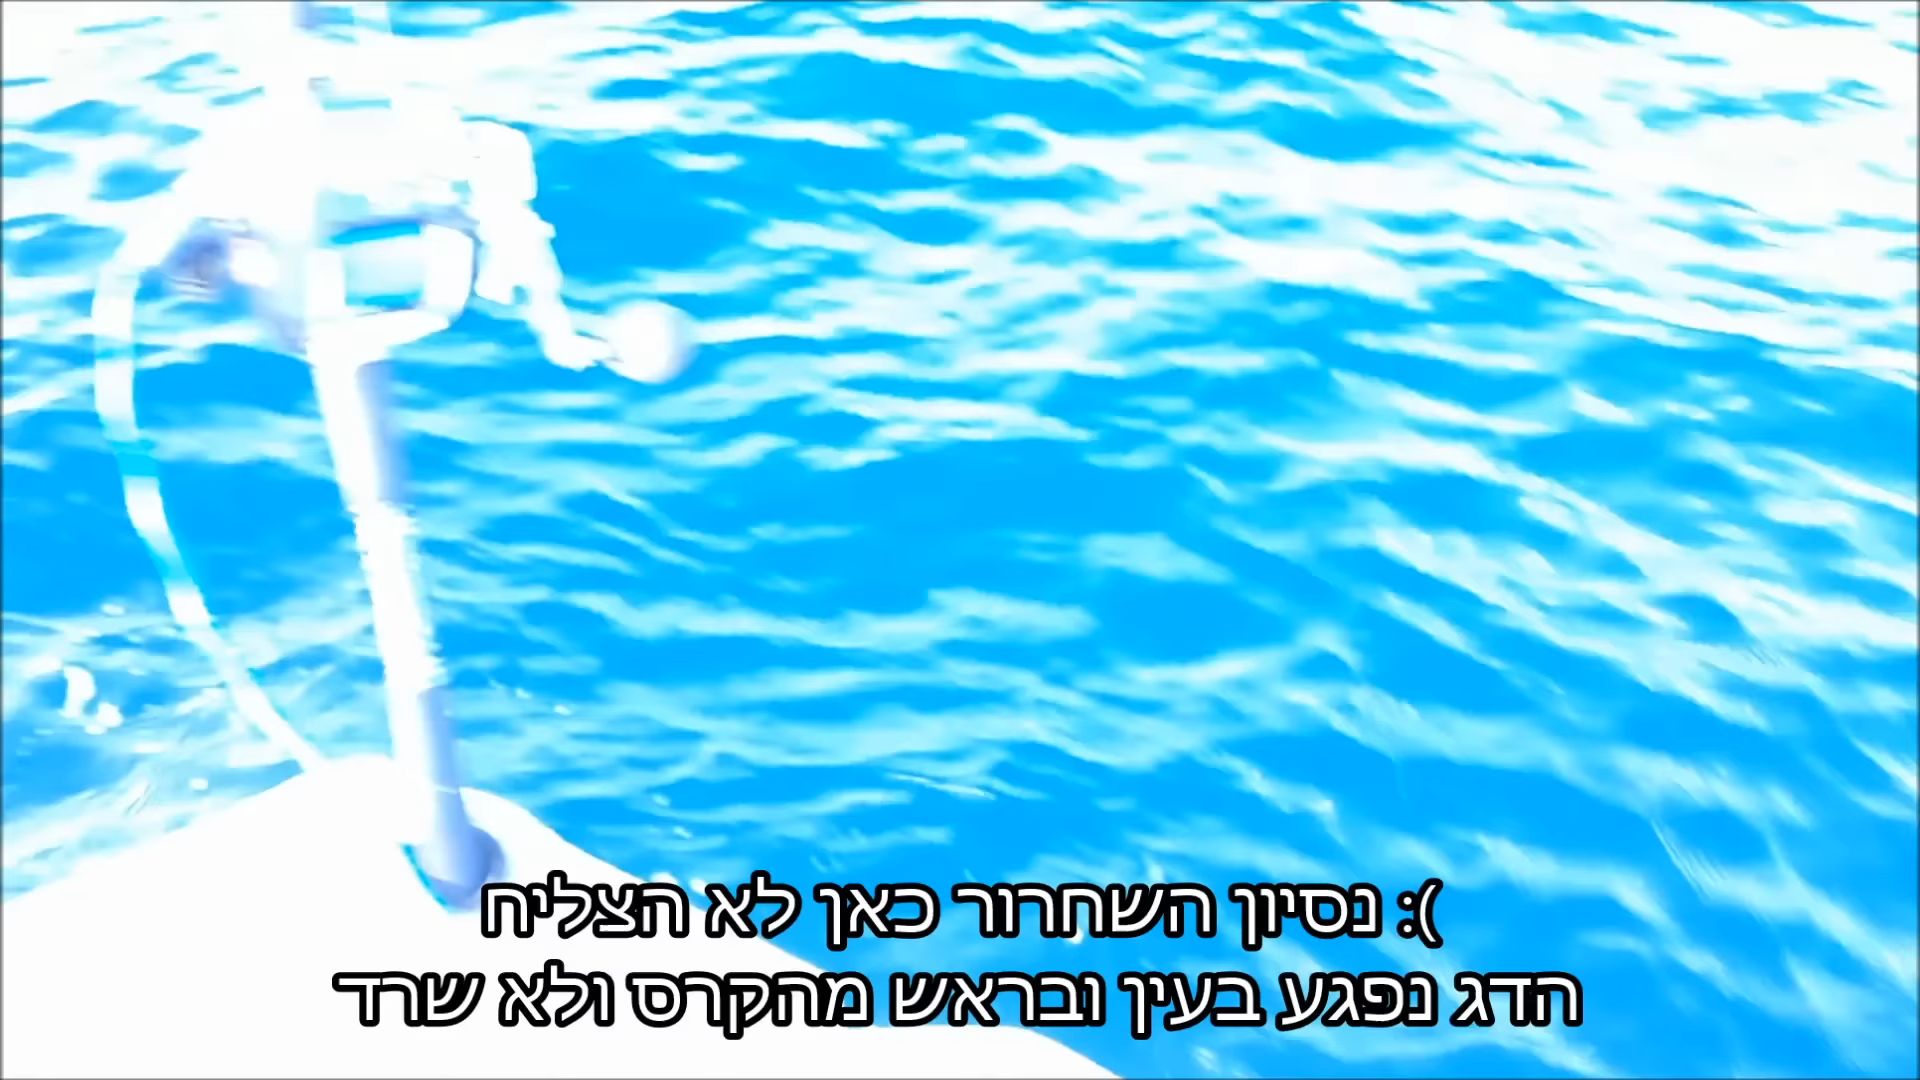 :( נסיון השחרור כאן לא הצליח
הדג נפגע בעין ובראש מהקרס ולא שרד